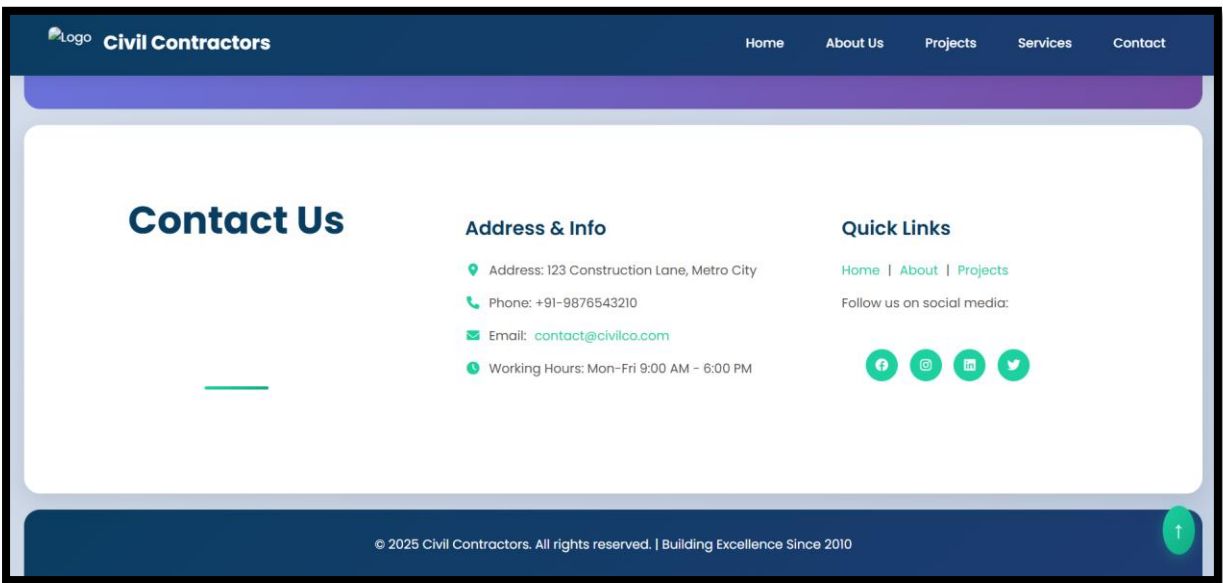 Logo Civil Contractors Home About Us Projects Services Contact
Contact Us
Address & Info
Address: 123 Construction Lane, Metro City
Phone: +91-9876543210
Email: contact@civilco.com
Working Hours: Mon-Fri 9:00 AM - 6:00 PM
Quick Links
Home | About | Projects
Follow us on social media:
© 2025 Civil Contractors. All rights reserved. | Building Excellence Since 2010